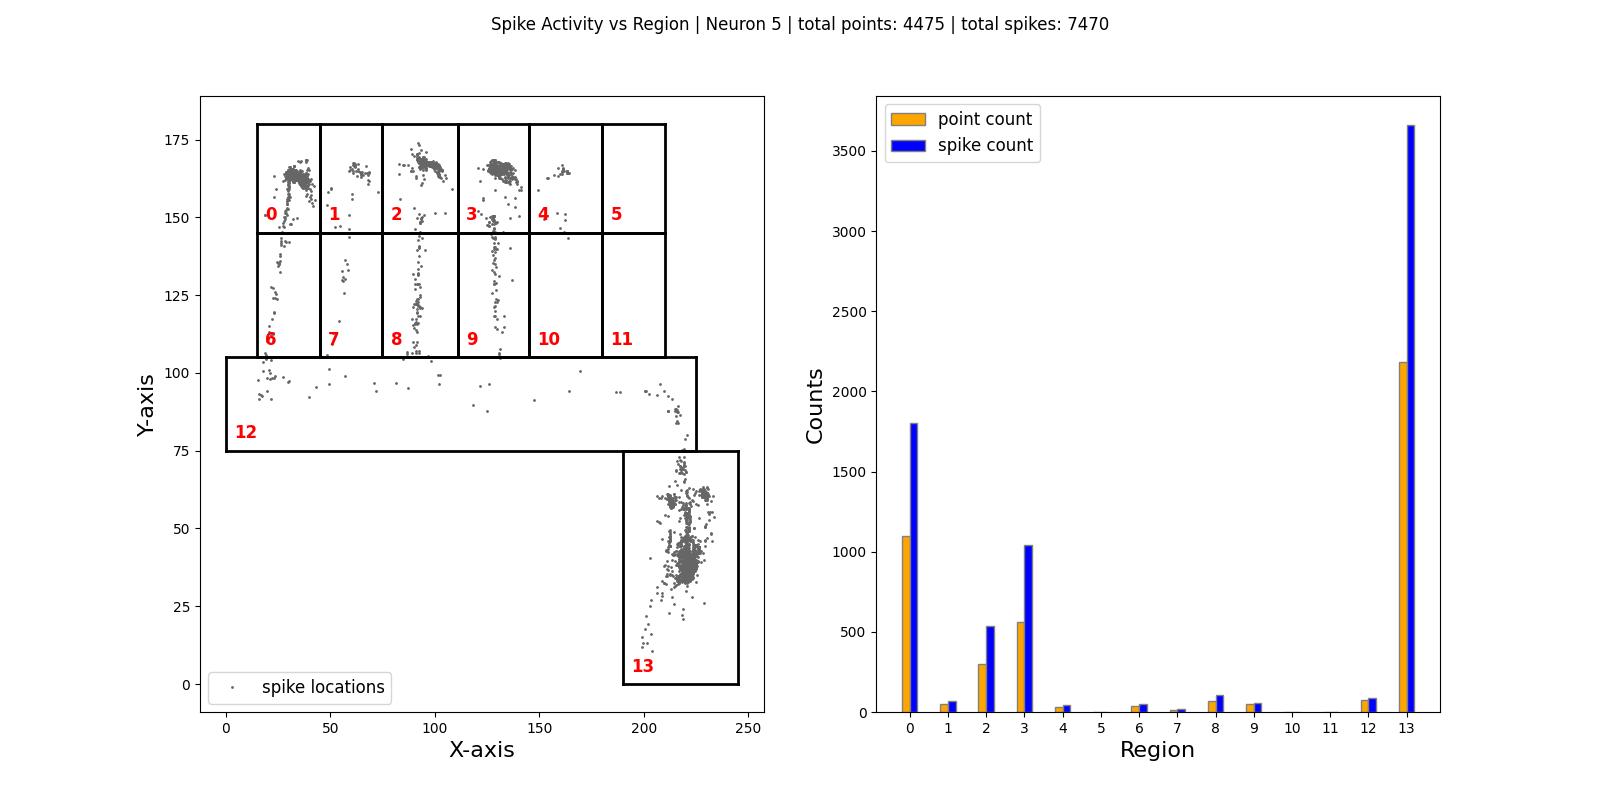 Spike Activity vs Region | Neuron 5 | total points: 4475 | total spikes: 7470
175
150
125
100
75
50
25
0
Y-axis
0 1 2 3 4 5
6 7 8 9 10 11
12
13
spike locations
0 50 100 150 200 250
X-axis
point count
spike count
3500
3000
2500
2000
1500
1000
500
0
Counts
0 1 2 3 4 5 6 7 8 9 10 11 12 13
Region